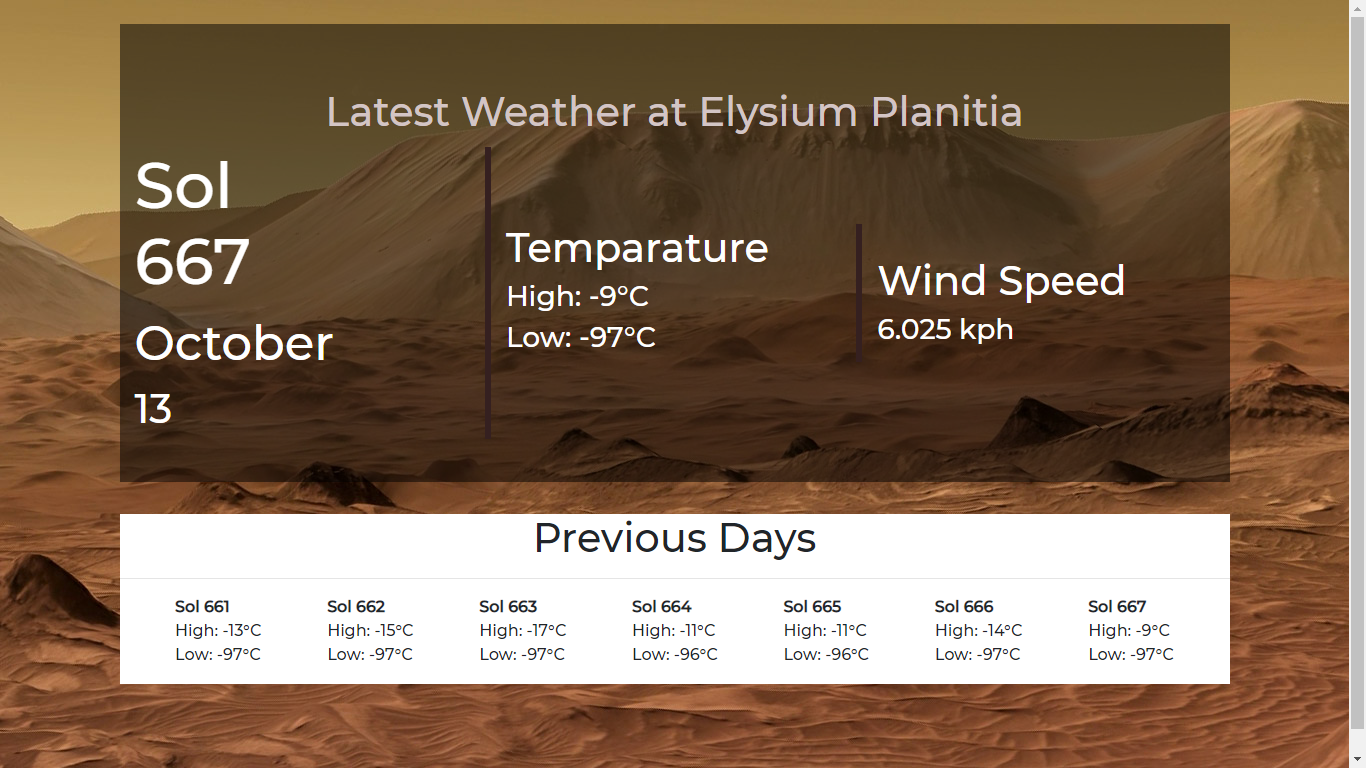 Latest Weather at Elysium Planitia
Sol
667
October
13
Temparature
High: -9°C
Low: -97°C
Wind Speed
6.025 kph
Previous Days
Sol 661
High: -13°C
Low: -97°C
Sol 662
High: -15°C
Low: -97°C
Sol 663
High: -17°C
Low: -97°C
Sol 664
High: -11°C
Low: -96°C
Sol 665
High: -11°C
Low: -96°C
Sol 666
High: -14°C
Low: -97°C
Sol 667
High: -9°C
Low: -97°C